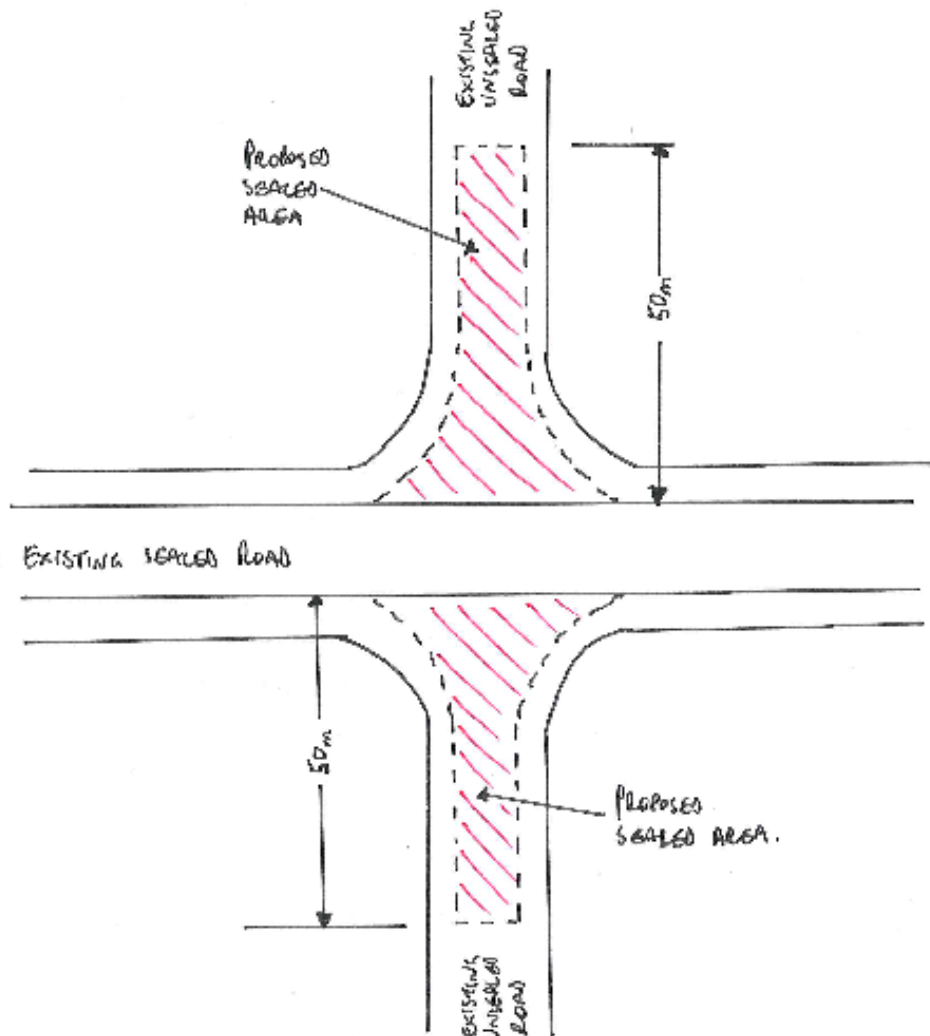 EXISTING
UNSEALED
ROAD
PROPOSED
SEALED
AREA
50m
EXISTING SEALED ROAD
50m
PROPOSED
SEALED AREA.
EXISTING
UNSEALED
ROAD